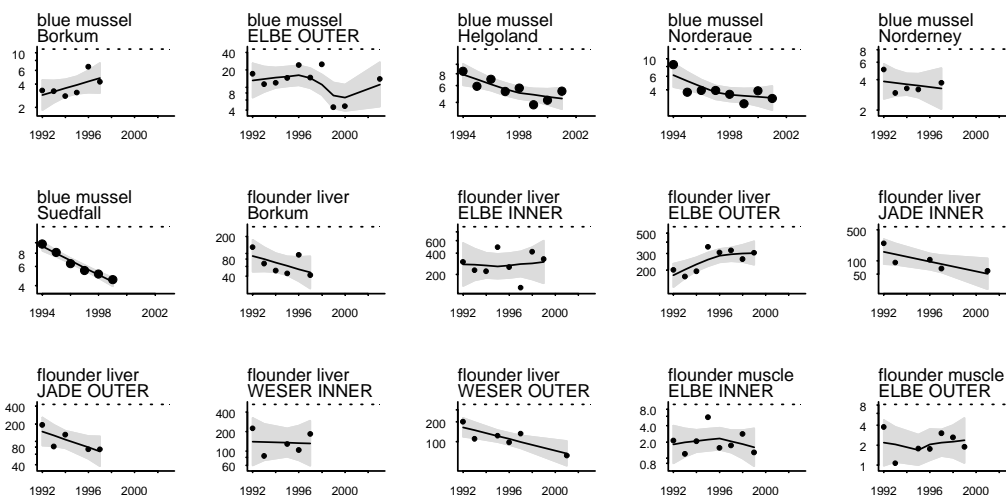 blue mussel
Borkum
10
6
4
2
1992 1996 2000
blue mussel
ELBE OUTER
40
20
8
4
1992 1996 2000
blue mussel
Helgoland
10
6
4
1994 1998 2002
blue mussel
Norderaue
10
6
4
1994 1998 2002
blue mussel
Norderney
8
6
4
2
1992 1996 2000
blue mussel
Suedfall
8
6
4
1994 1998 2002
flounder liver
Borkum
200
80
40
1992 1996 2000
flounder liver
ELBE INNER
600
400
200
1992 1996 2000
flounder liver
ELBE OUTER
500
300
200
1992 1996 2000
flounder liver
JADE INNER
500
100
50
1992 1996 2000
flounder liver
JADE OUTER
400
200
80
40
1992 1996 2000
flounder liver
WESER INNER
400
200
100
60
1992 1996 2000
flounder liver
WESER OUTER
200
100
1992 1996 2000
flounder muscle
ELBE INNER
8.0
4.0
2.0
0.8
1992 1996 2000
flounder muscle
ELBE OUTER
8
4
2
1
1992 1996 2000